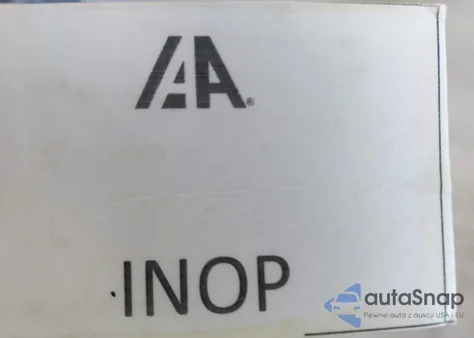 IAA®
INOP
autaSnap
Pewne auta z aukcji USA i EU